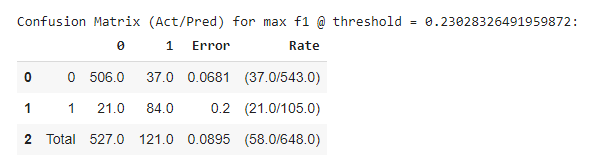 Confusion Matrix (Act/Pred) for max f1 @ threshold = 0.23028326491959872:
0 1 Error Rate
0 0 506.0 37.0 0.0681 (37.0/543.0)
1 1 21.0 84.0 0.2 (21.0/105.0)
2 Total 527.0 121.0 0.0895 (58.0/648.0)